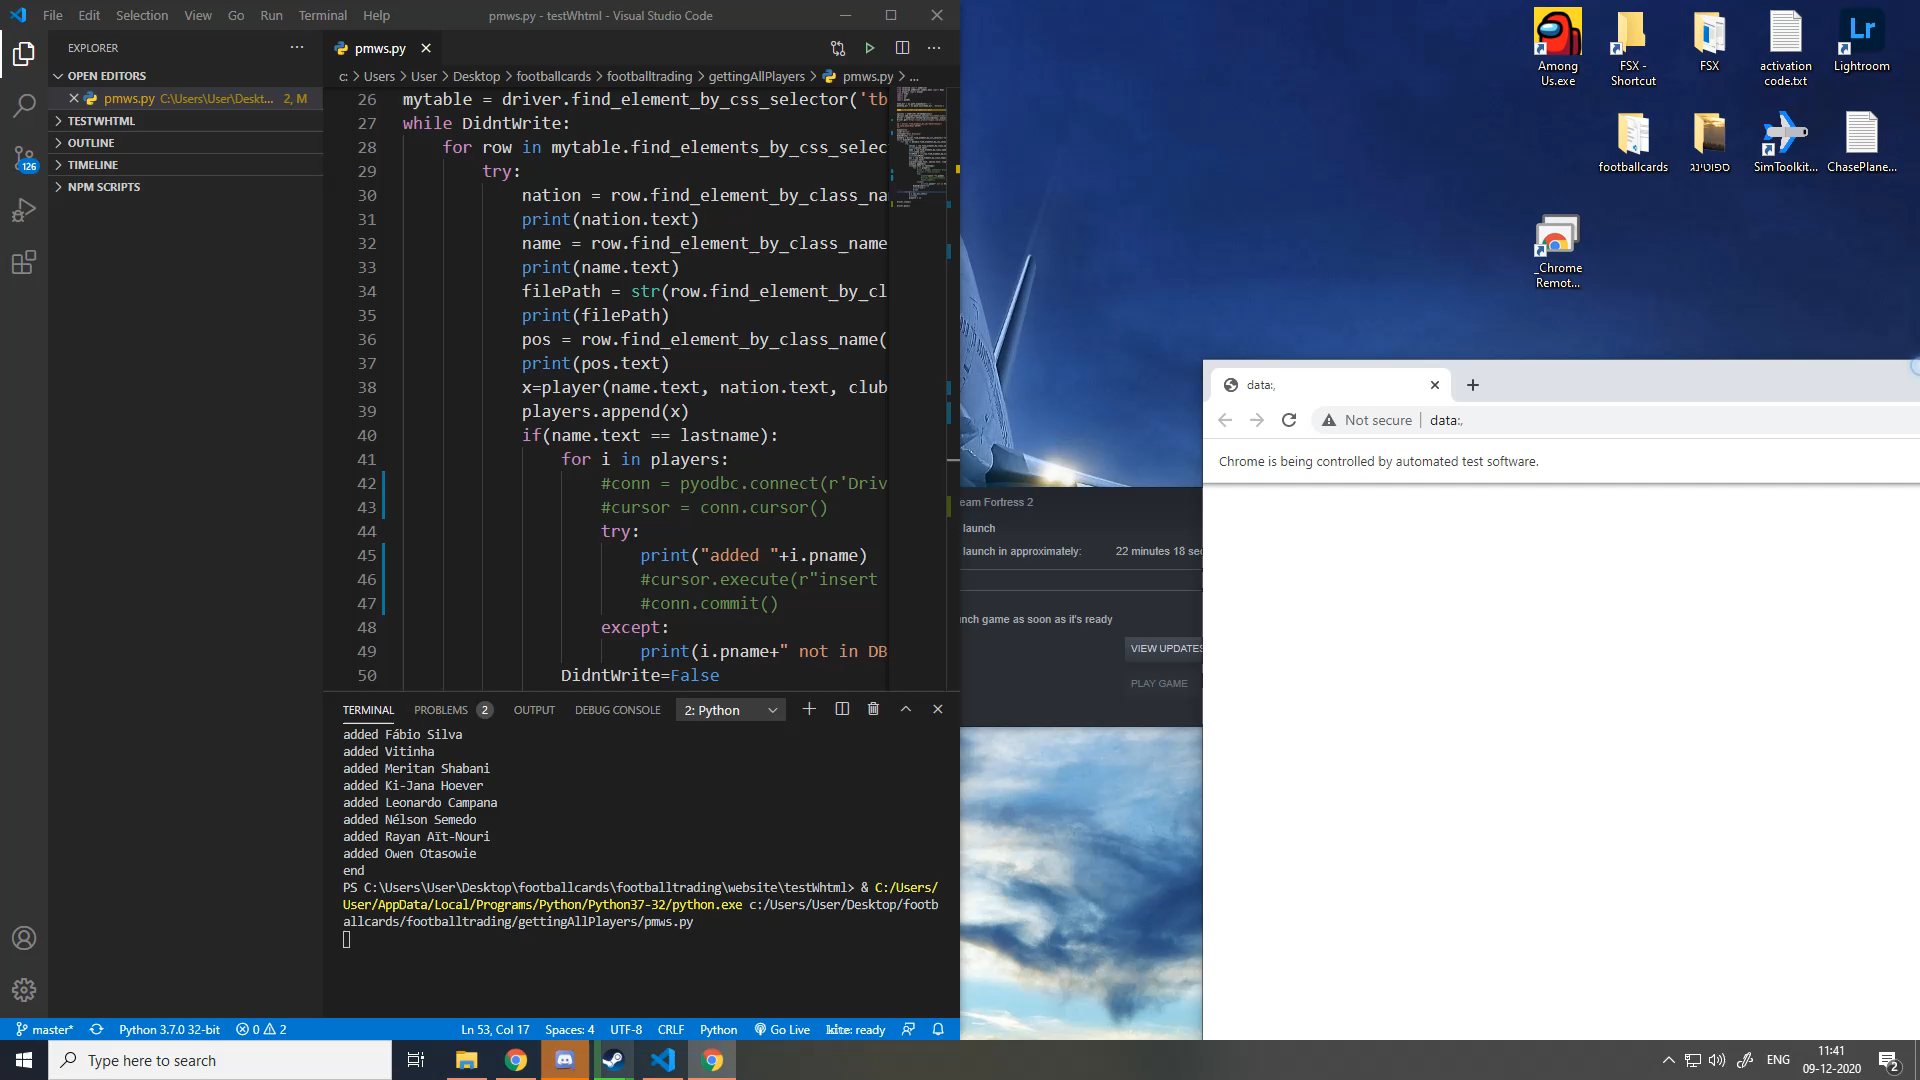 File Edit Selection View Go Run Terminal Help
pmws.py - testWhtml - Visual Studio Code
EXPLORER
OPEN EDITORS
pmws.py C:\Users\User\Deskt... 2, M
TESTWHTML
OUTLINE
TIMELINE
NPM SCRIPTS
126
pmws.py
c: > Users > User > Desktop > footballcards > footballtrading > gettingAllPlayers > pmws.py > ...
26 mytable = driver.find_element_by_css_selector('tb
27 while DidntWrite:
28 for row in mytable.find_elements_by_css_selec
29 try:
30 nation = row.find_element_by_class_na
31 print(nation.text)
32 name = row.find_element_by_class_name
33 print(name.text)
34 filePath = str(row.find_element_by_cl
35 print(filePath)
36 pos = row.find_element_by_class_name(
37 print(pos.text)
38 x=player(name.text, nation.text, club
39 players.append(x)
40 if(name.text == lastname):
41 for i in players:
42 #conn = pyodbc.connect(r'Driv
43 #cursor = conn.cursor()
44 try:
45 print("added "+i.pname)
46 #cursor.execute(r"insert
47 #conn.commit()
48 except:
49 print(i.pname+" not in DB
50 DidntWrite=False
TERMINAL PROBLEMS 2 OUTPUT DEBUG CONSOLE 2: Python
added Fábio Silva
added Vitinha
added Meritan Shabani
added Ki-Jana Hoever
added Leonardo Campana
added Nélson Semedo
added Rayan Aït-Nouri
added Owen Otasowie
end
PS C:\Users\User\Desktop\footballcards\footballtrading\website\testWhtml> & C:/Users/
User/AppData/Local/Programs/Python/Python37-32/python.exe c:/Users/User/Desktop/footb
allcards/footballtrading/gettingAllPlayers/pmws.py
master* Python 3.7.0 32-bit 0 2 Ln 53, Col 17 Spaces: 4 UTF-8 CRLF Python Go Live kite: ready
Among Us.exe
FSX - Shortcut
FSX
activation code.txt
Lr
Lightroom
footballcards
ספוטינג
SimToolkit...
ChasePlane...
_Chrome Remot...
data:,
Not secure data:,
Chrome is being controlled by automated test software.
eam Fortress 2
launch
launch in approximately: 22 minutes 18 sec
nch game as soon as it's ready
VIEW UPDATES
PLAY GAME
Type here to search
ENG
11:41
09-12-2020
2